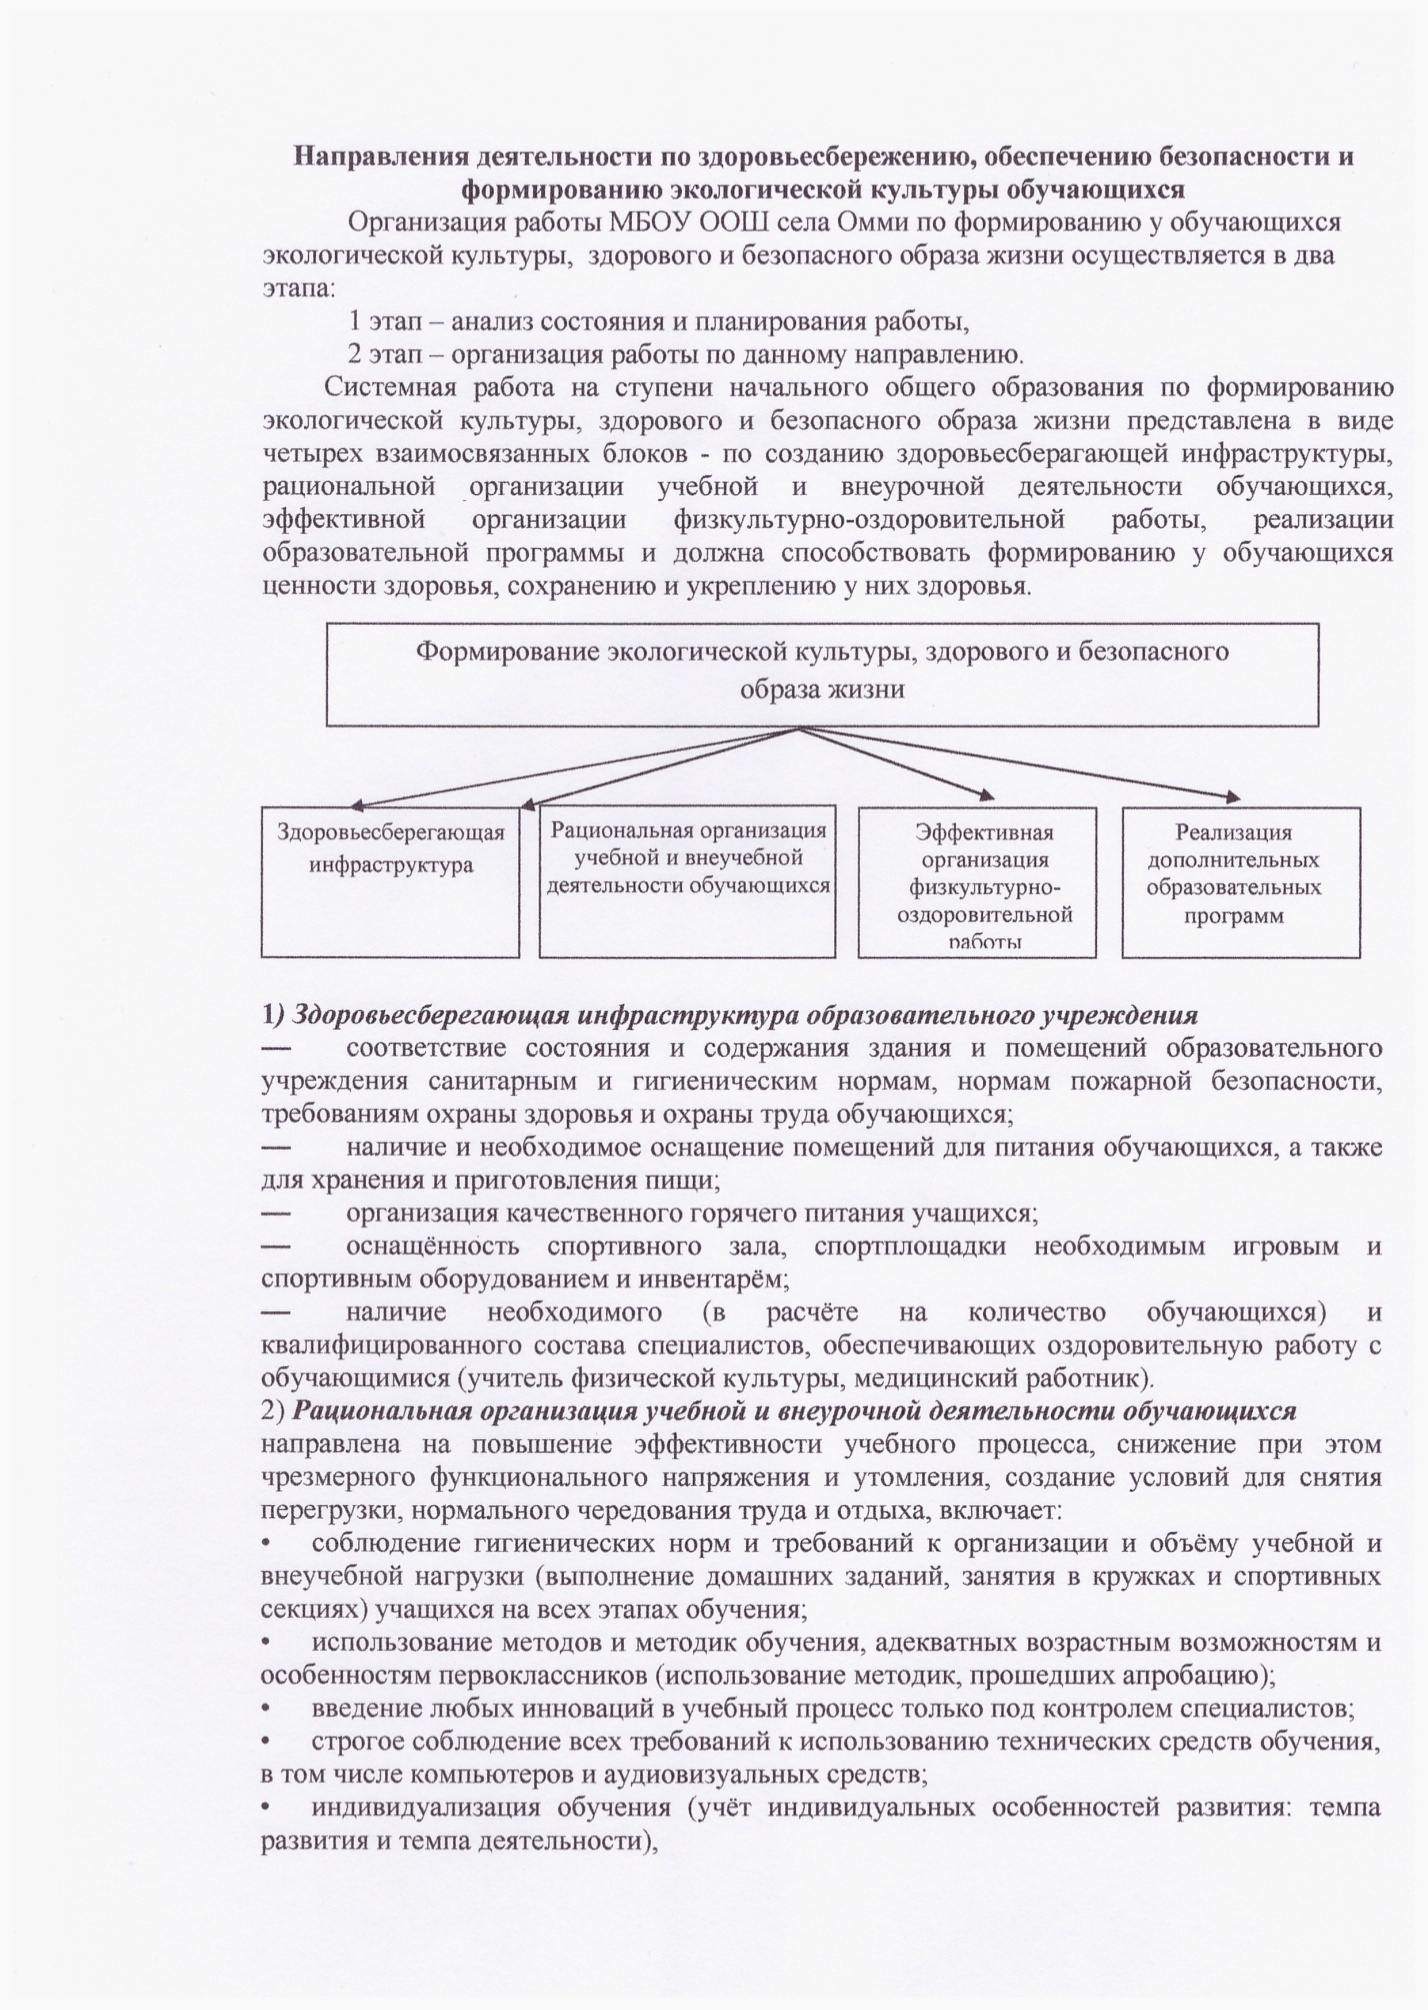 Направления деятельности по здоровьесбережению, обеспечению безопасности и
формированию экологической культуры обучающихся
Организация работы МБОУ ООШ села Омми по формированию у обучающихся
экологической культуры, здорового и безопасного образа жизни осуществляется в два
этапа:
1 этап – анализ состояния и планирования работы,
2 этап – организация работы по данному направлению.
Системная работа на ступени начального общего образования по формированию
экологической культуры, здорового и безопасного образа жизни представлена в виде
четырех взаимосвязанных блоков - по созданию здоровьесберагающей инфраструктуры,
рациональной организации учебной и внеурочной деятельности обучающихся,
эффективной организации физкультурно-оздоровительной работы, реализации
образовательной программы и должна способствовать формированию у обучающихся
ценности здоровья, сохранению и укреплению у них здоровья.
Формирование экологической культуры, здорового и безопасного
образа жизни
Здоровьесберегающая
инфраструктура
Рациональная организация
учебной и внеучебной
деятельности обучающихся
Эффективная
организация
физкультурно-
оздоровительной
работы
Реализация
дополнительных
образовательных
программ
1) Здоровьесберегающая инфраструктура образовательного учреждения
— соответствие состояния и содержания здания и помещений образовательного
учреждения санитарным и гигиеническим нормам, нормам пожарной безопасности,
требованиям охраны здоровья и охраны труда обучающихся;
— наличие и необходимое оснащение помещений для питания обучающихся, а также
для хранения и приготовления пищи;
— организация качественного горячего питания учащихся;
— оснащённость спортивного зала, спортплощадки необходимым игровым и
спортивным оборудованием и инвентарём;
— наличие необходимого (в расчёте на количество обучающихся) и
квалифицированного состава специалистов, обеспечивающих оздоровительную работу с
обучающимися (учитель физической культуры, медицинский работник).
2) Рациональная организация учебной и внеурочной деятельности обучающихся
направлена на повышение эффективности учебного процесса, снижение при этом
чрезмерного функционального напряжения и утомления, создание условий для снятия
перегрузки, нормального чередования труда и отдыха, включает:
• соблюдение гигиенических норм и требований к организации и объёму учебной и
внеучебной нагрузки (выполнение домашних заданий, занятия в кружках и спортивных
секциях) учащихся на всех этапах обучения;
• использование методов и методик обучения, адекватных возрастным возможностям и
особенностям первоклассников (использование методик, прошедших апробацию);
• введение любых инноваций в учебный процесс только под контролем специалистов;
• строгое соблюдение всех требований к использованию технических средств обучения,
в том числе компьютеров и аудиовизуальных средств;
• индивидуализация обучения (учёт индивидуальных особенностей развития: темпа
развития и темпа деятельности),